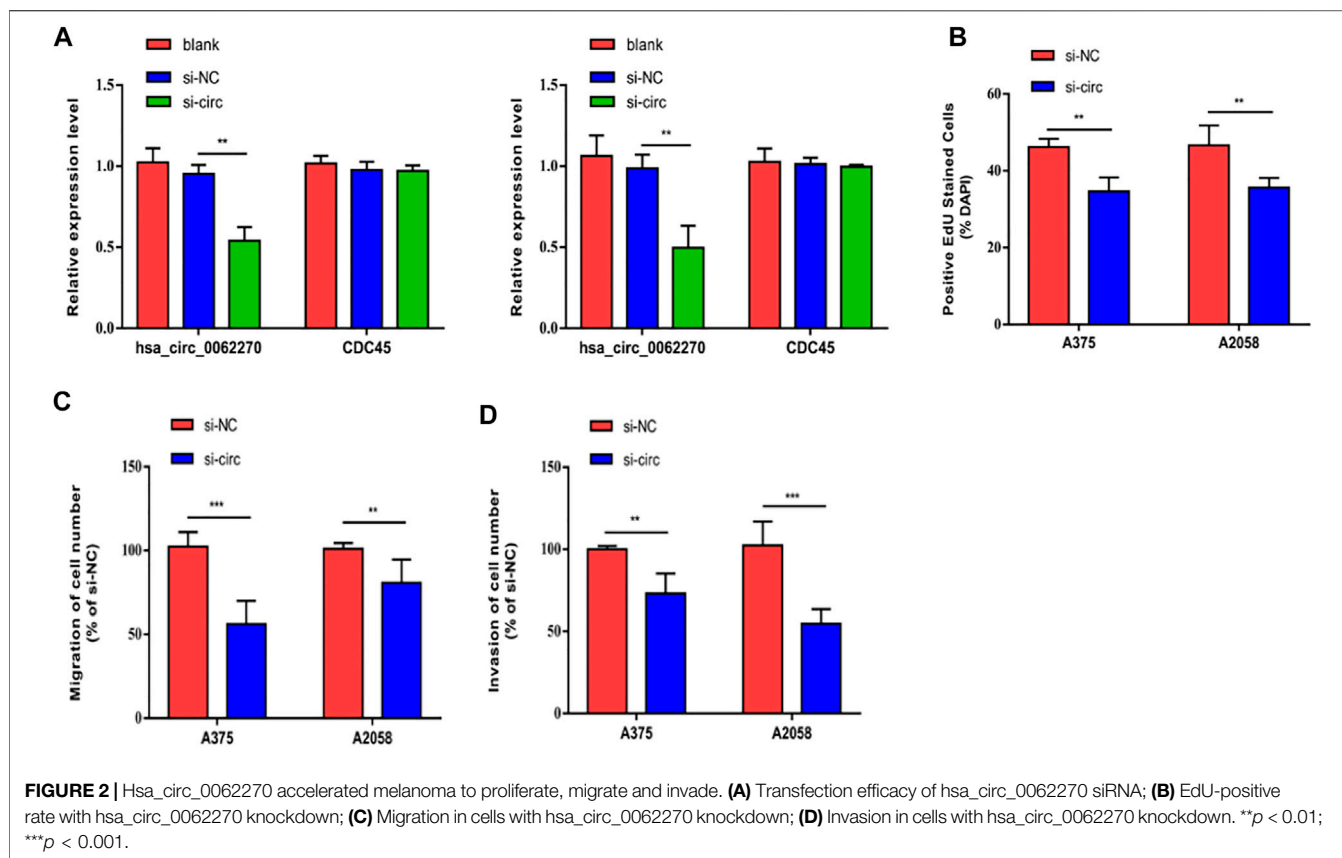 A
blank
si-NC
si-circ
Relative expression level
1.5
1.0
0.5
0.0
hsa_circ_0062270
CDC45
**
blank
si-NC
si-circ
Relative expression level
1.5
1.0
0.5
0.0
hsa_circ_0062270
CDC45
**
B
si-NC
si-circ
Positive EdU Stained Cells
(% DAPI)
60
40
20
0
A375
A2058
**
**
C
si-NC
si-circ
Migration of cell number
(% of si-NC)
150
100
50
0
A375
A2058
***
**
D
si-NC
si-circ
Invasion of cell number
(% of si-NC)
150
100
50
0
A375
A2058
**
***
FIGURE 2 | Hsa_circ_0062270 accelerated melanoma to proliferate, migrate and invade. (A) Transfection efficacy of hsa_circ_0062270 siRNA; (B) EdU-positive
rate with hsa_circ_0062270 knockdown; (C) Migration in cells with hsa_circ_0062270 knockdown; (D) Invasion in cells with hsa_circ_0062270 knockdown. **p < 0.01;
***p < 0.001.